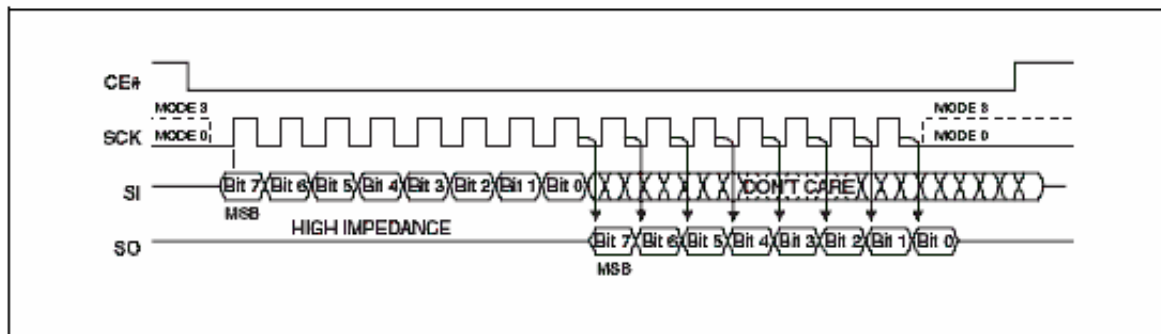 CE#
MODE 3 MODE 3
SCK MODE 0 MODE 0
SI Bit 7 Bit 6 Bit 5 Bit 4 Bit 3 Bit 2 Bit 1 Bit 0 DON'T CARE
MSB
HIGH IMPEDANCE
SO Bit 7 Bit 6 Bit 5 Bit 4 Bit 3 Bit 2 Bit 1 Bit 0
MSB